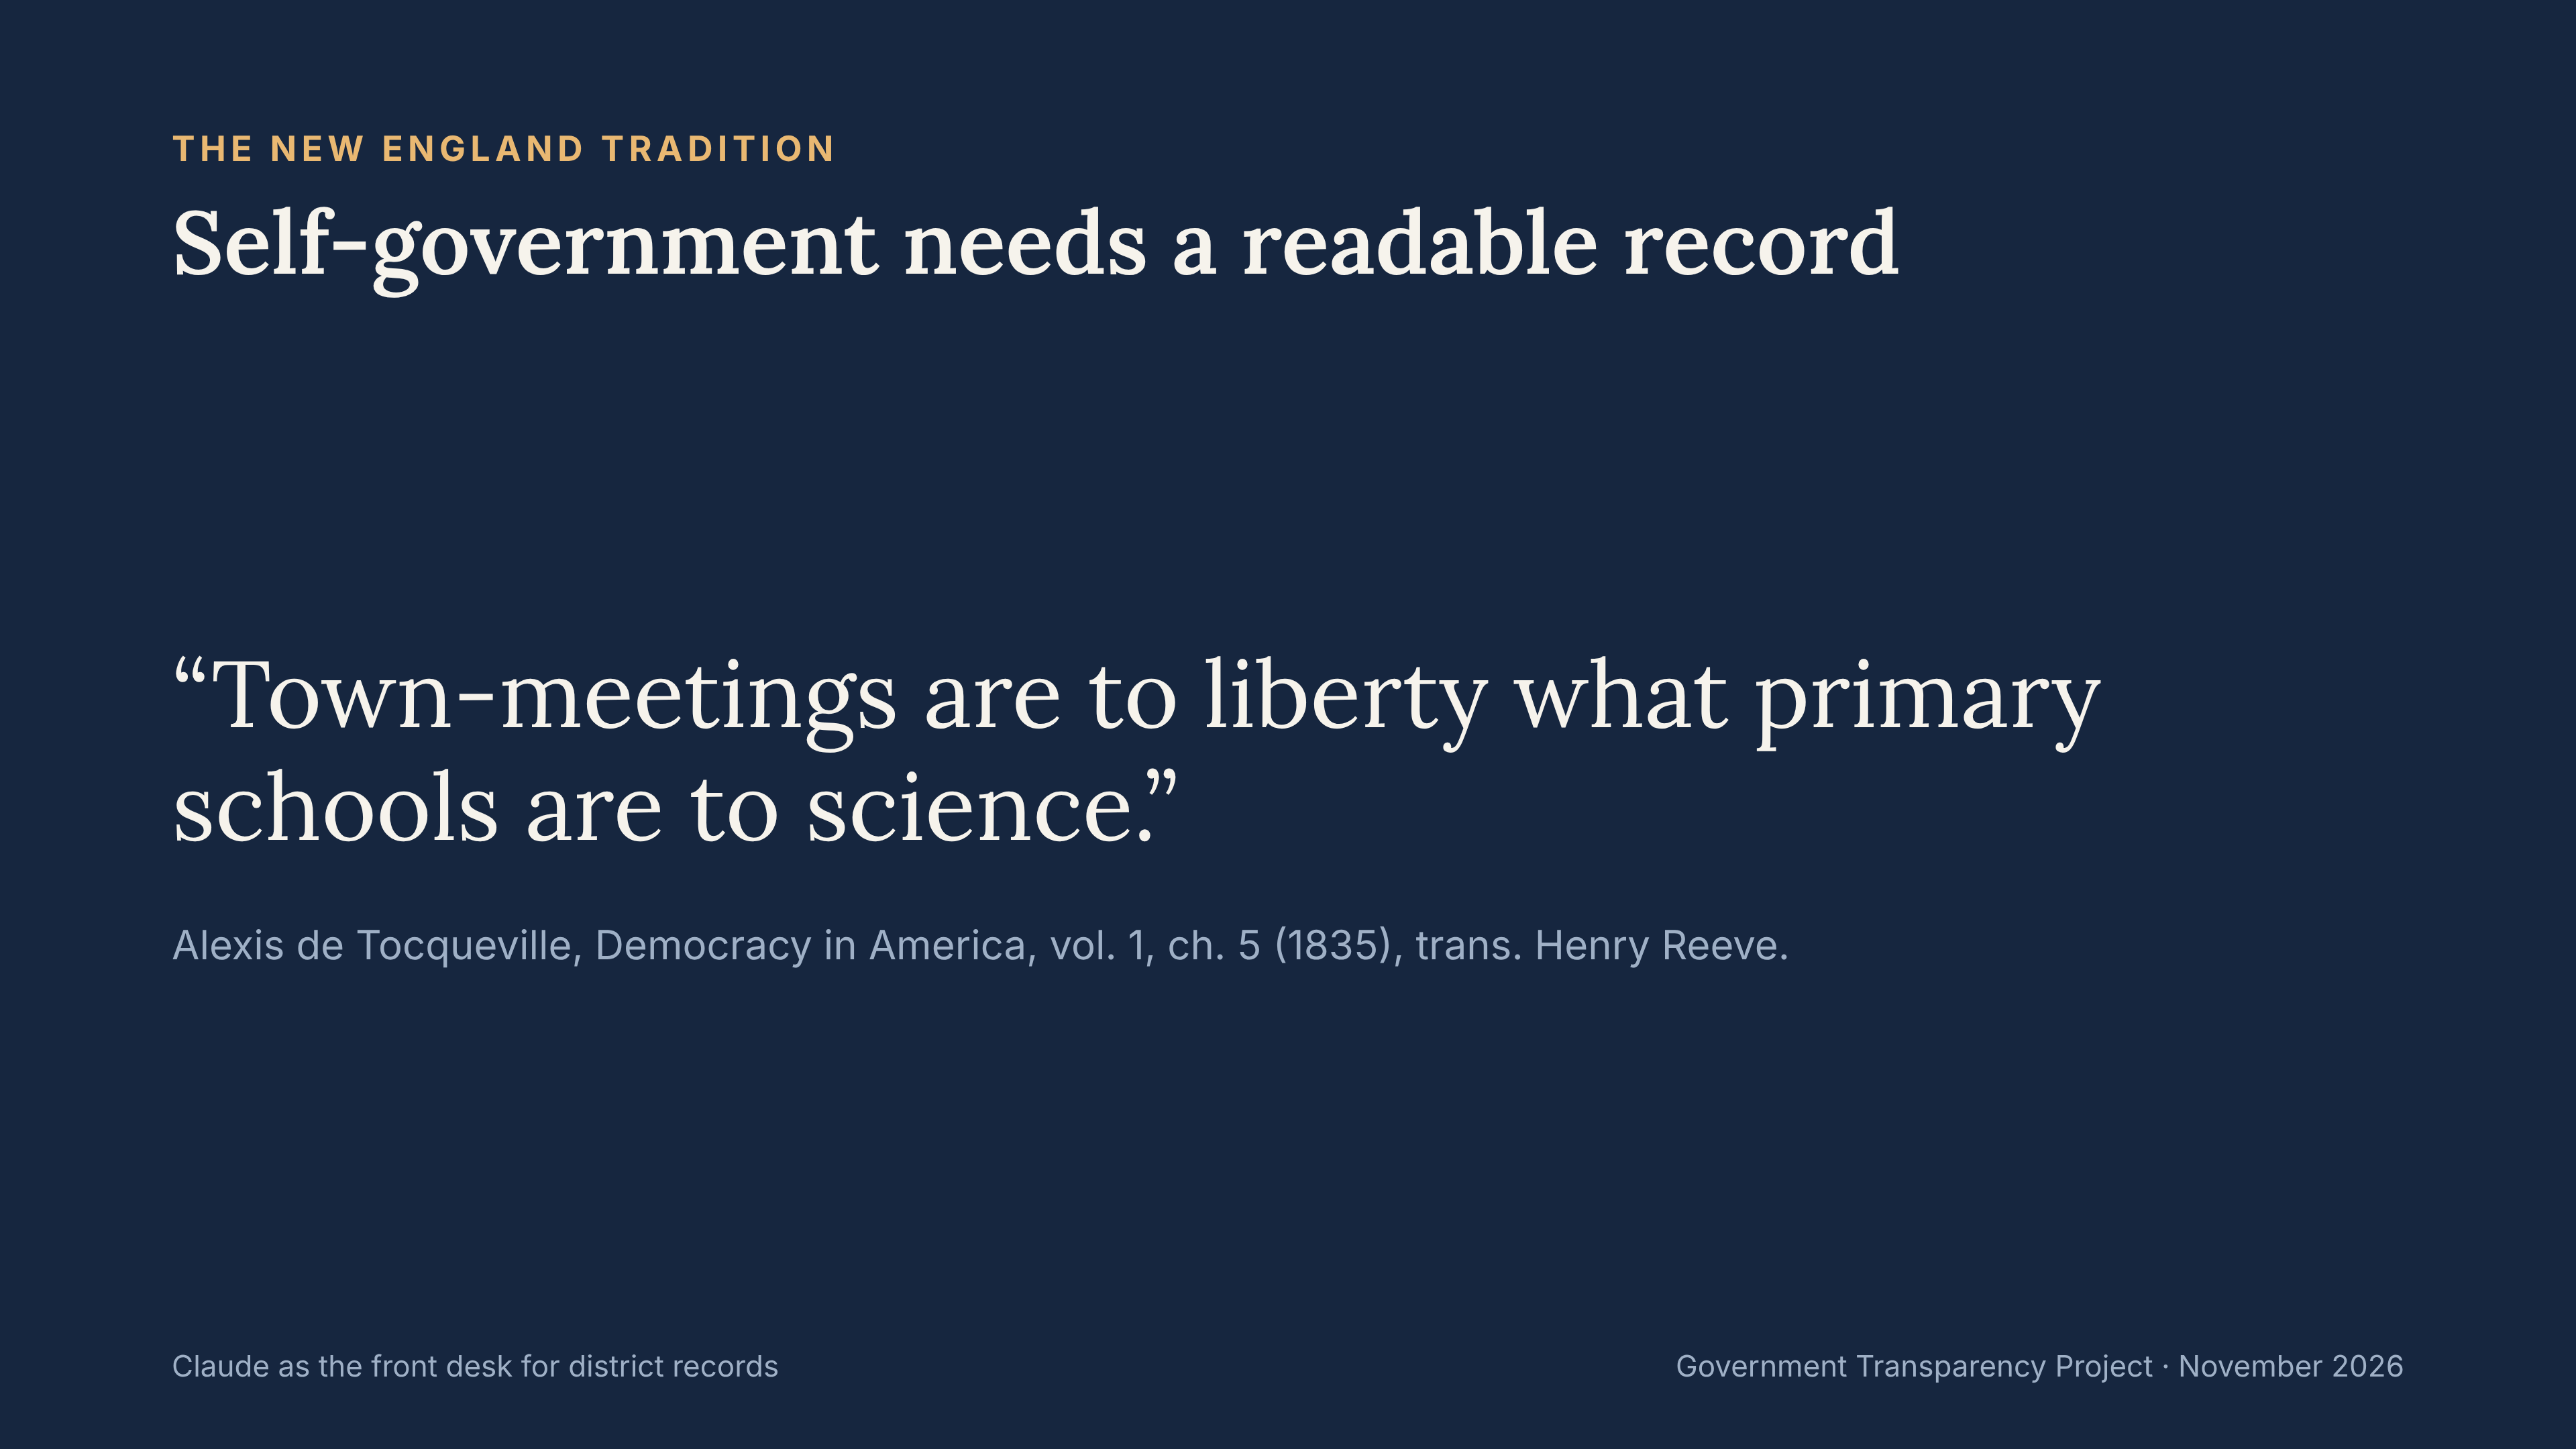 THE NEW ENGLAND TRADITION
Self-government needs a readable record
“Town-meetings are to liberty what primary
schools are to science.”
Alexis de Tocqueville, Democracy in America, vol. 1, ch. 5 (1835), trans. Henry Reeve.
Claude as the front desk for district records
Government Transparency Project · November 2026